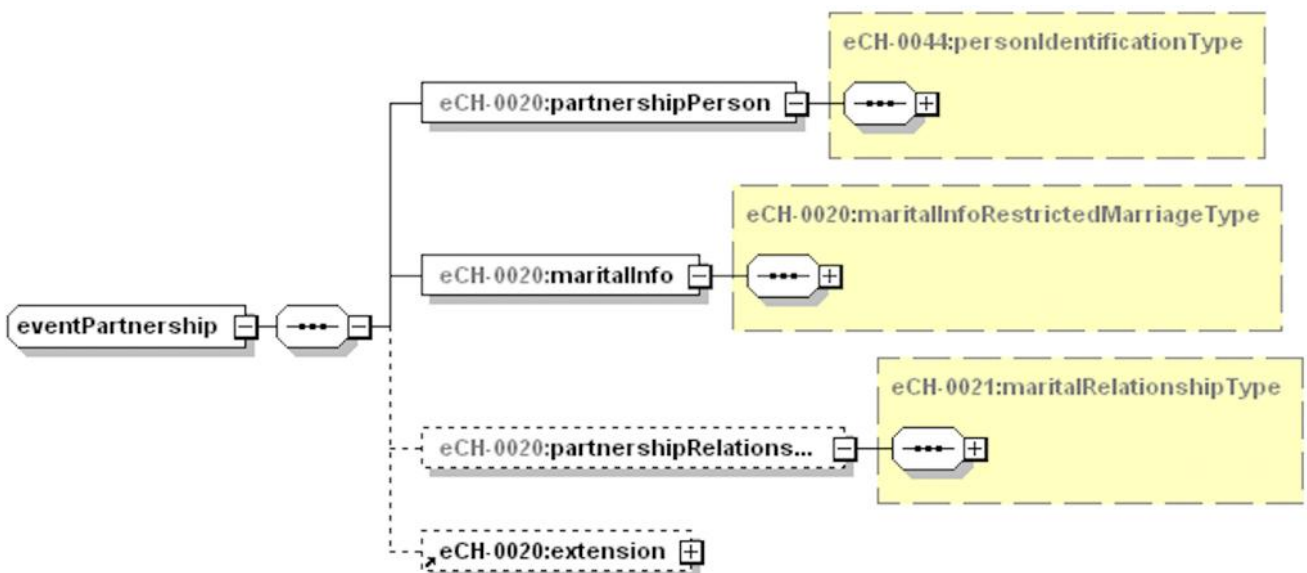 eCH-0044:personIdentificationType
eCH-0020:partnershipPerson
eCH-0020:maritalInfoRestrictedMarriageType
eCH-0020:maritalInfo
eventPartnership
eCH-0021:maritalRelationshipType
eCH-0020:partnershipRelations...
eCH-0020:extension